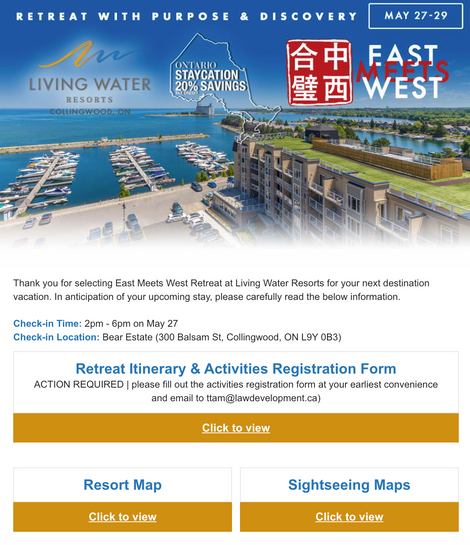 RETREAT WITH PURPOSE & DISCOVERY
MAY 27-29
LIVING WATER
RESORTS
COLLINGWOOD, ON
ONTARIO
STAYCATION
20% SAVINGS
合中
璧西
EAST
MEETS
WEST
Thank you for selecting East Meets West Retreat at Living Water Resorts for your next destination
vacation. In anticipation of your upcoming stay, please carefully read the below information.
Check-in Time: 2pm - 6pm on May 27
Check-in Location: Bear Estate (300 Balsam St, Collingwood, ON L9Y 0B3)
Retreat Itinerary & Activities Registration Form
ACTION REQUIRED | please fill out the activities registration form at your earliest convenience
and email to ttam@lawdevelopment.ca)
Click to view
Resort Map
Click to view
Sightseeing Maps
Click to view